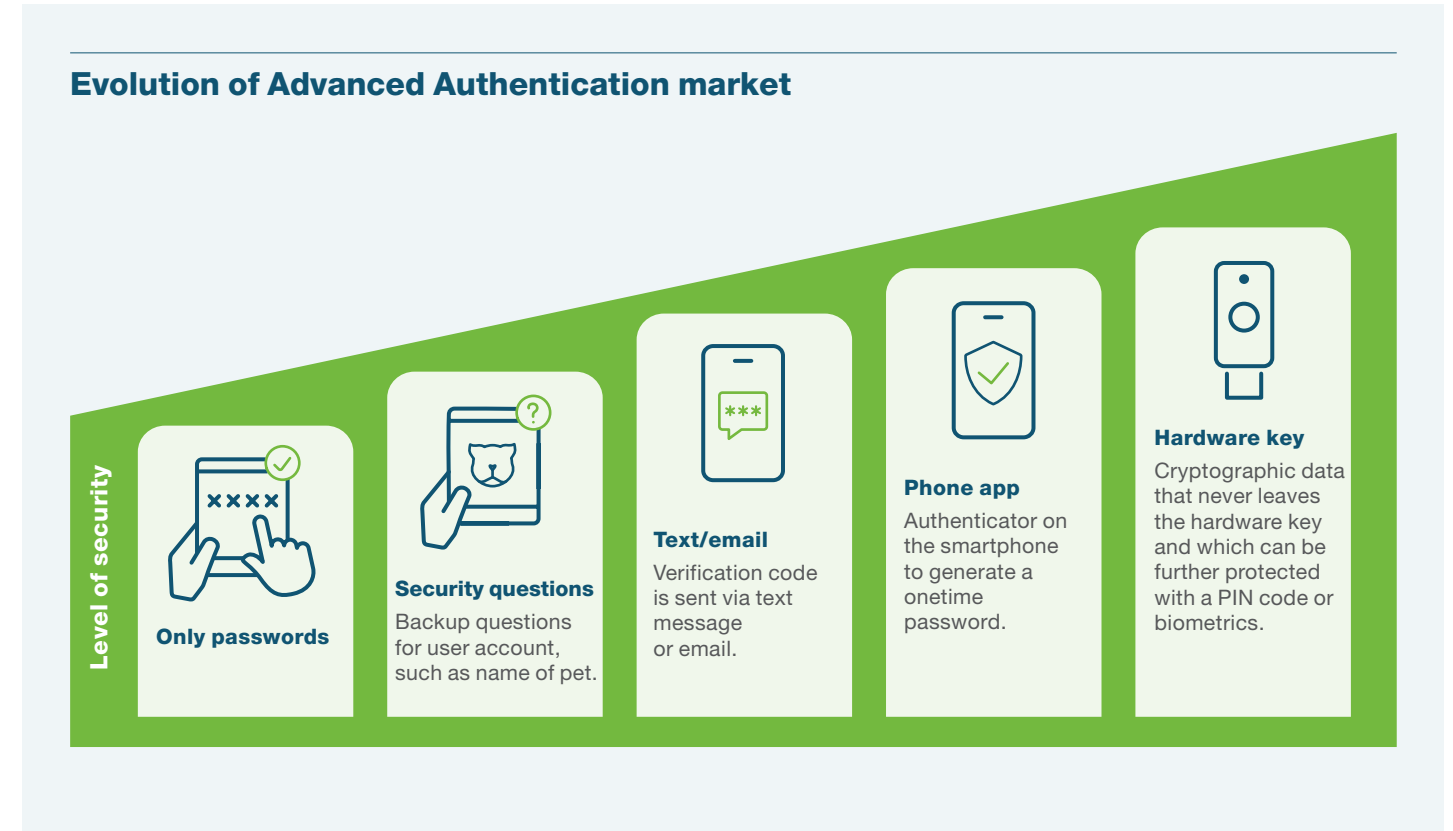 Evolution of Advanced Authentication market
Level of security
Only passwords
Security questions
Backup questions
for user account,
such as name of pet.
Text/email
Verification code
is sent via text
message
or email.
Phone app
Authenticator on
the smartphone
to generate a
onetime
password.
Hardware key
Cryptographic data
that never leaves
the hardware key
and which can be
further protected
with a PIN code or
biometrics.